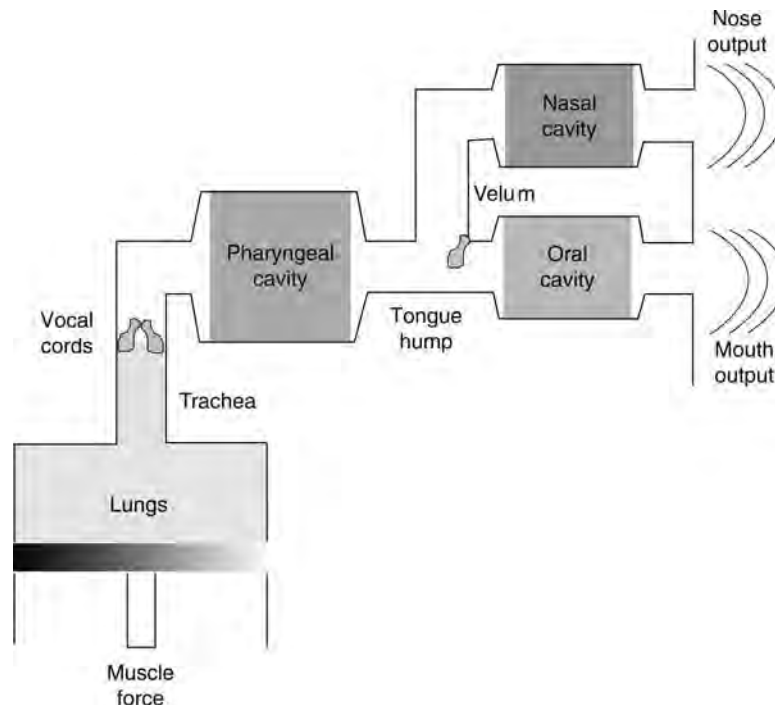 Nose
output
Nasal
cavity
Velum
Pharyngeal
cavity
Oral
cavity
Vocal
cords
Tongue
hump
Mouth
output
Trachea
Lungs
Muscle
force